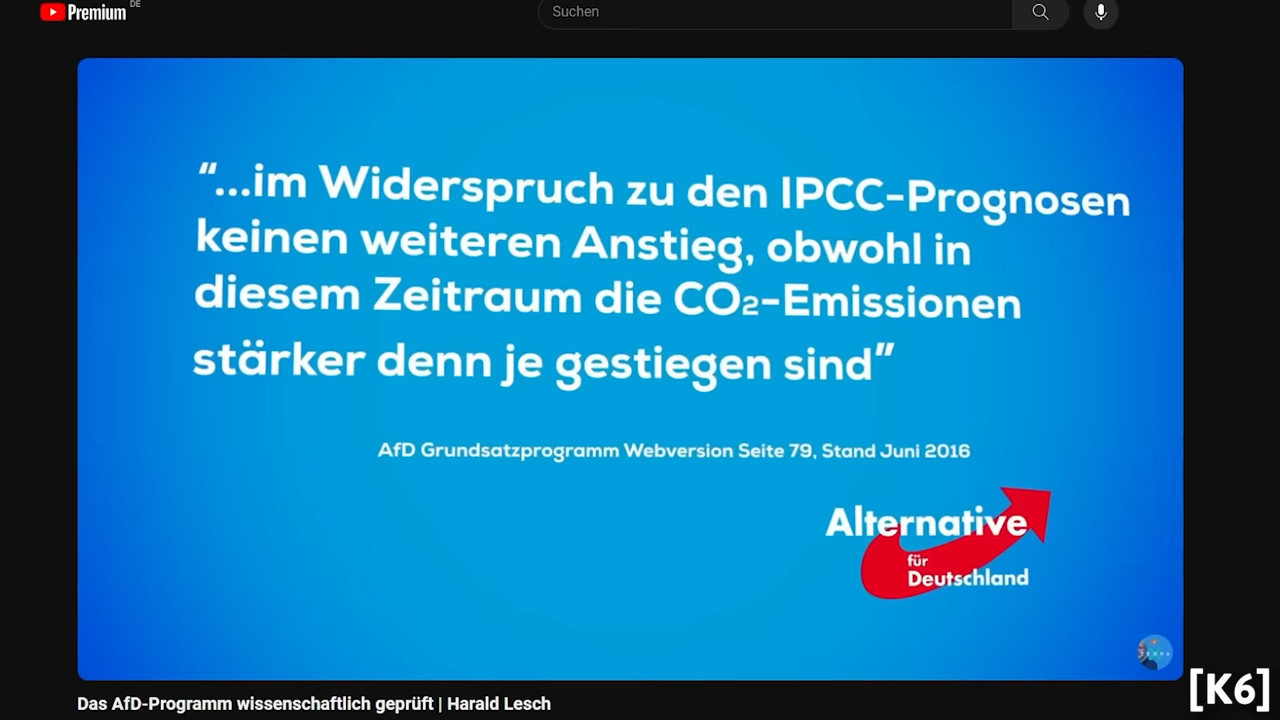 Premium DE
Suchen
“...im Widerspruch zu den IPCC-Prognosen
keinen weiteren Anstieg, obwohl in
diesem Zeitraum die CO₂-Emissionen
stärker denn je gestiegen sind”
AfD Grundsatzprogramm Webversion Seite 79, Stand Juni 2016
Alternative
für
Deutschland
Das AfD-Programm wissenschaftlich geprüft | Harald Lesch
[K6]